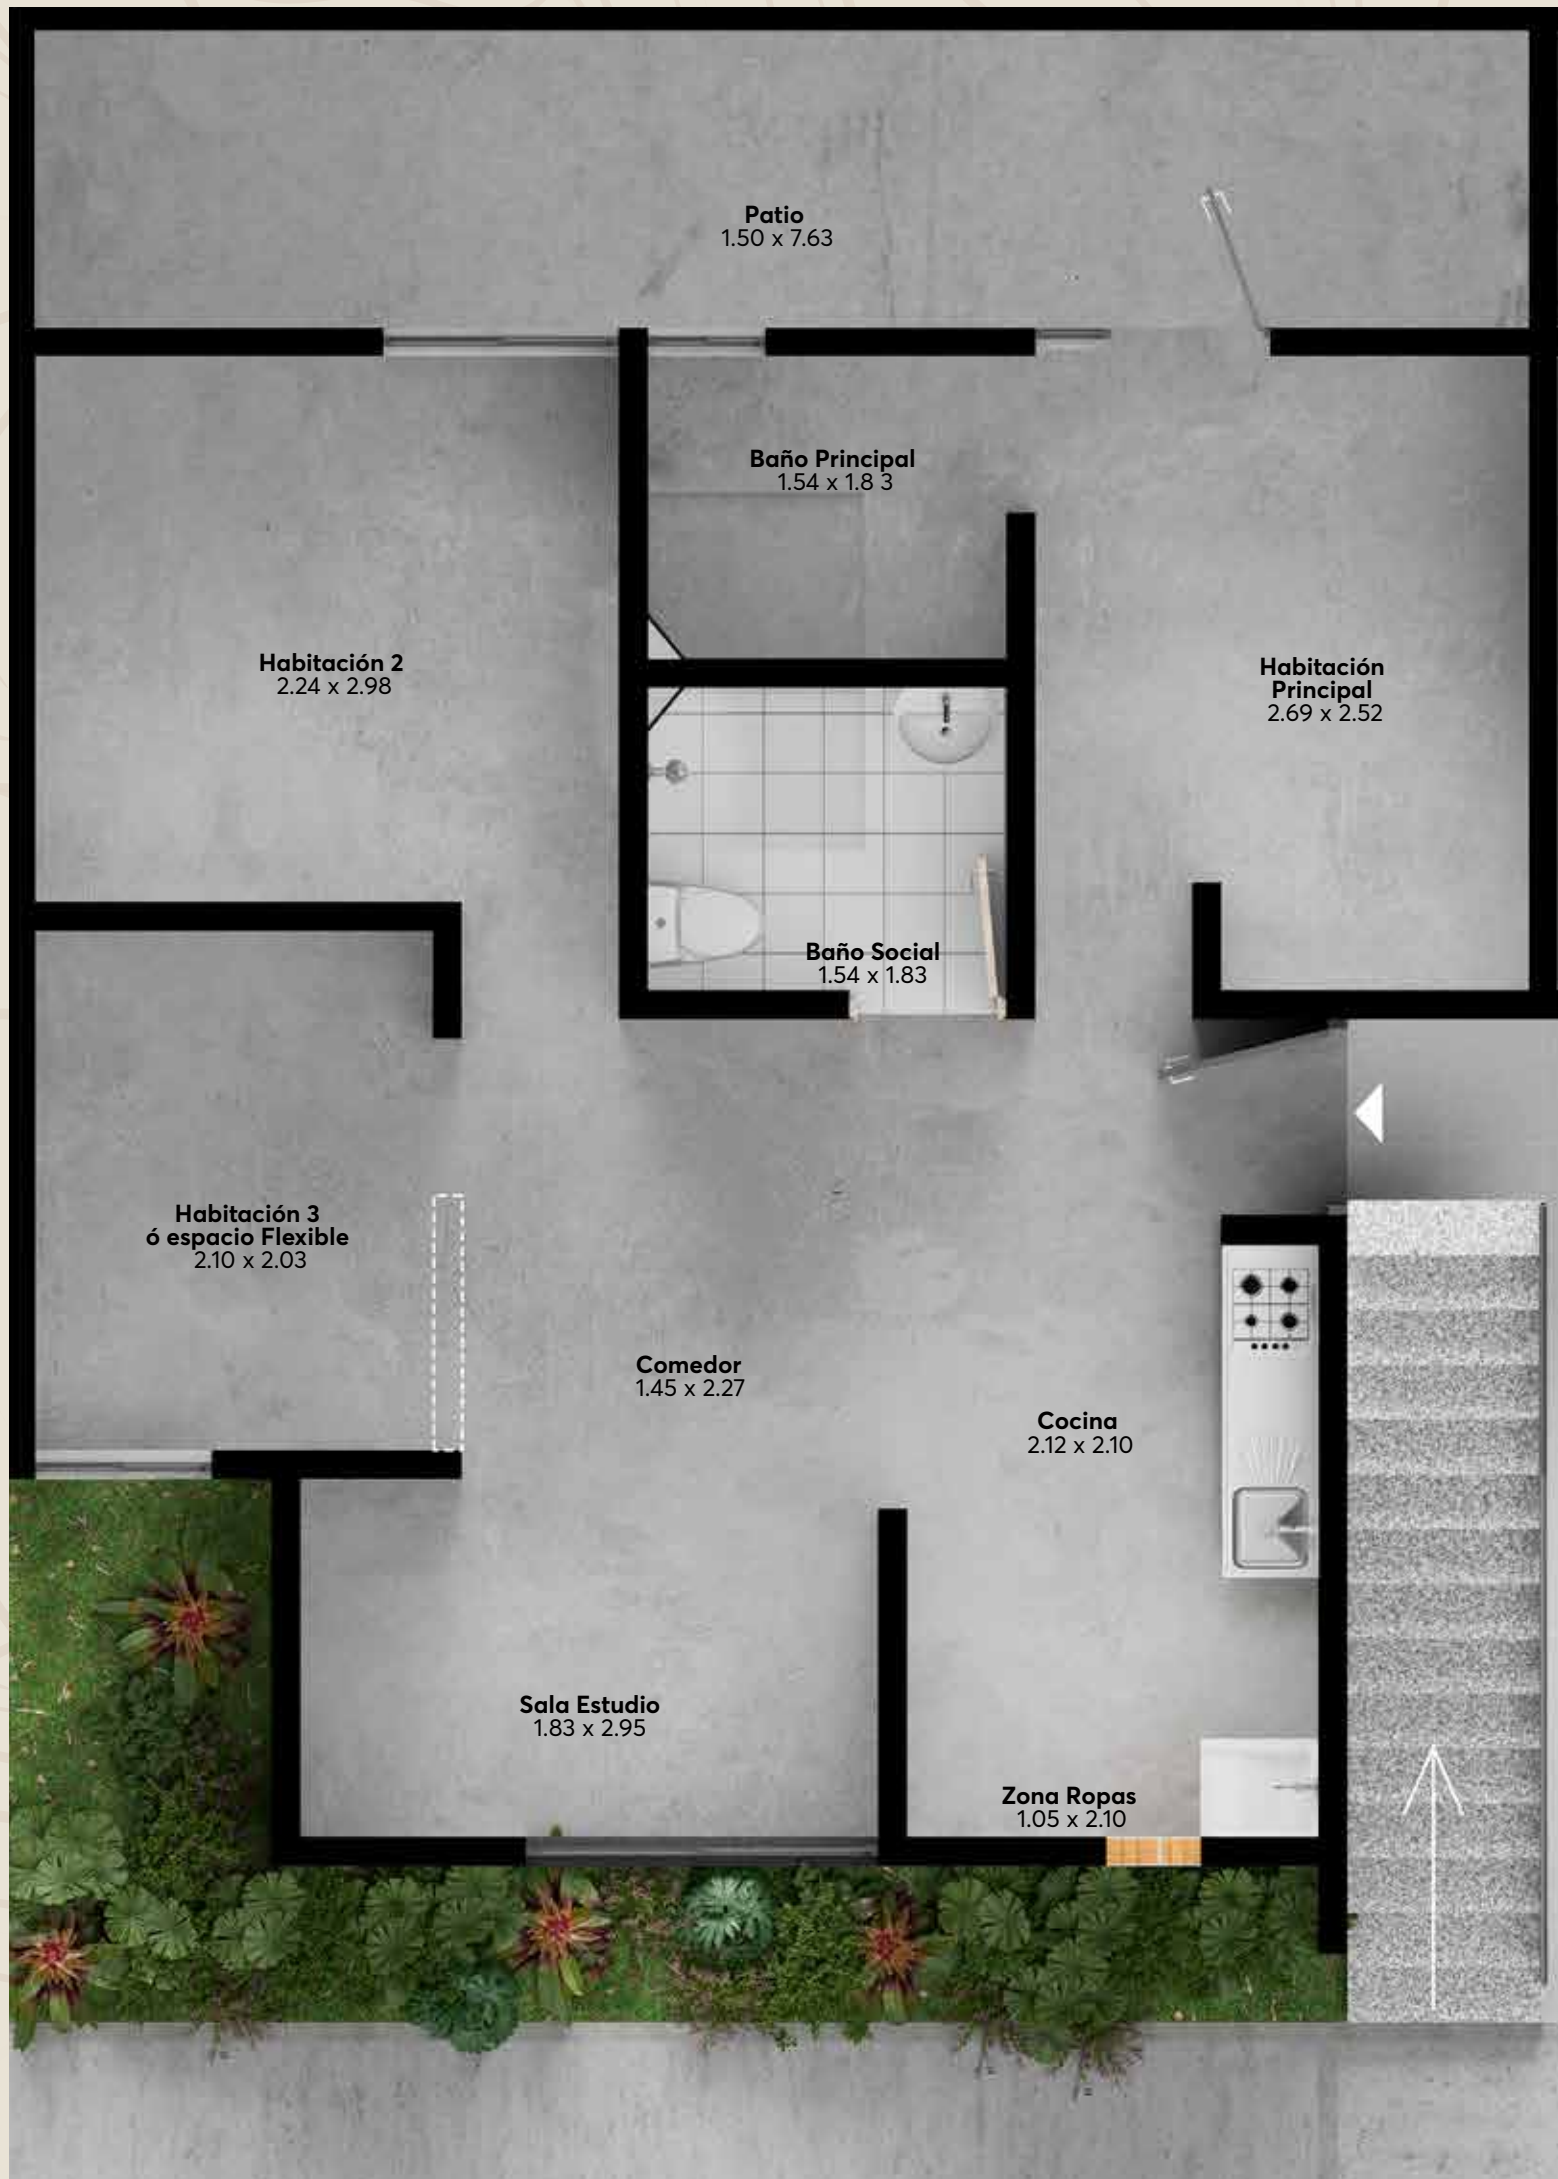 Patio
1.50 x 7.63
Baño Principal
1.54 x 1.8 3
Habitación 2
2.24 x 2.98
Habitación
Principal
2.69 x 2.52
Baño Social
1.54 x 1.83
Habitación 3
ó espacio Flexible
2.10 x 2.03
Comedor
1.45 x 2.27
Cocina
2.12 x 2.10
Sala Estudio
1.83 x 2.95
Zona Ropas
1.05 x 2.10